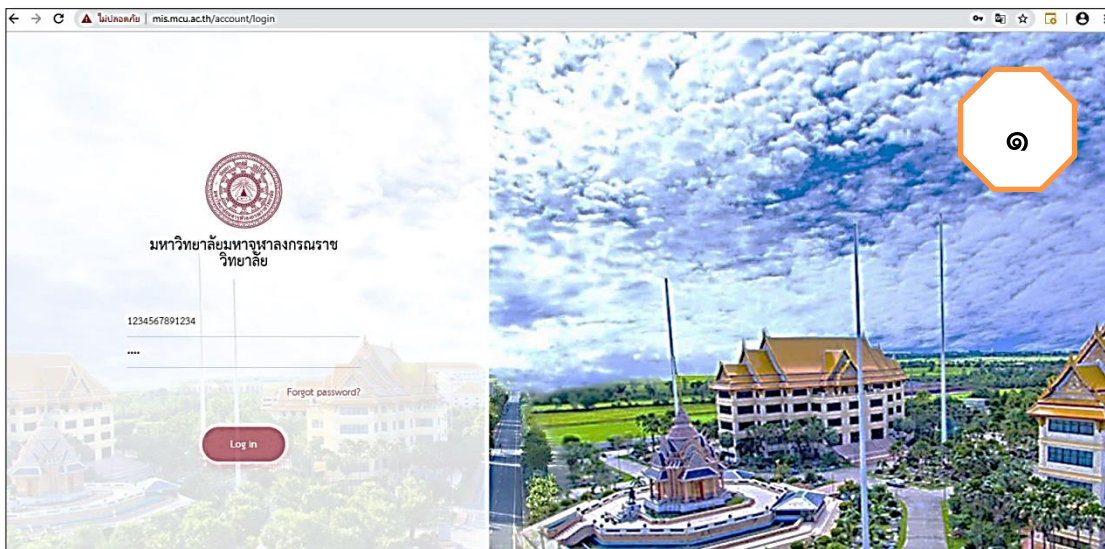 ไม่ปลอดภัย | mis.mcu.ac.th/account/login
๑
มหาวิทยาลัยมหาจุฬาลงกรณราช
วิทยาลัย
1234567891234
••••
Forgot password?
Log in